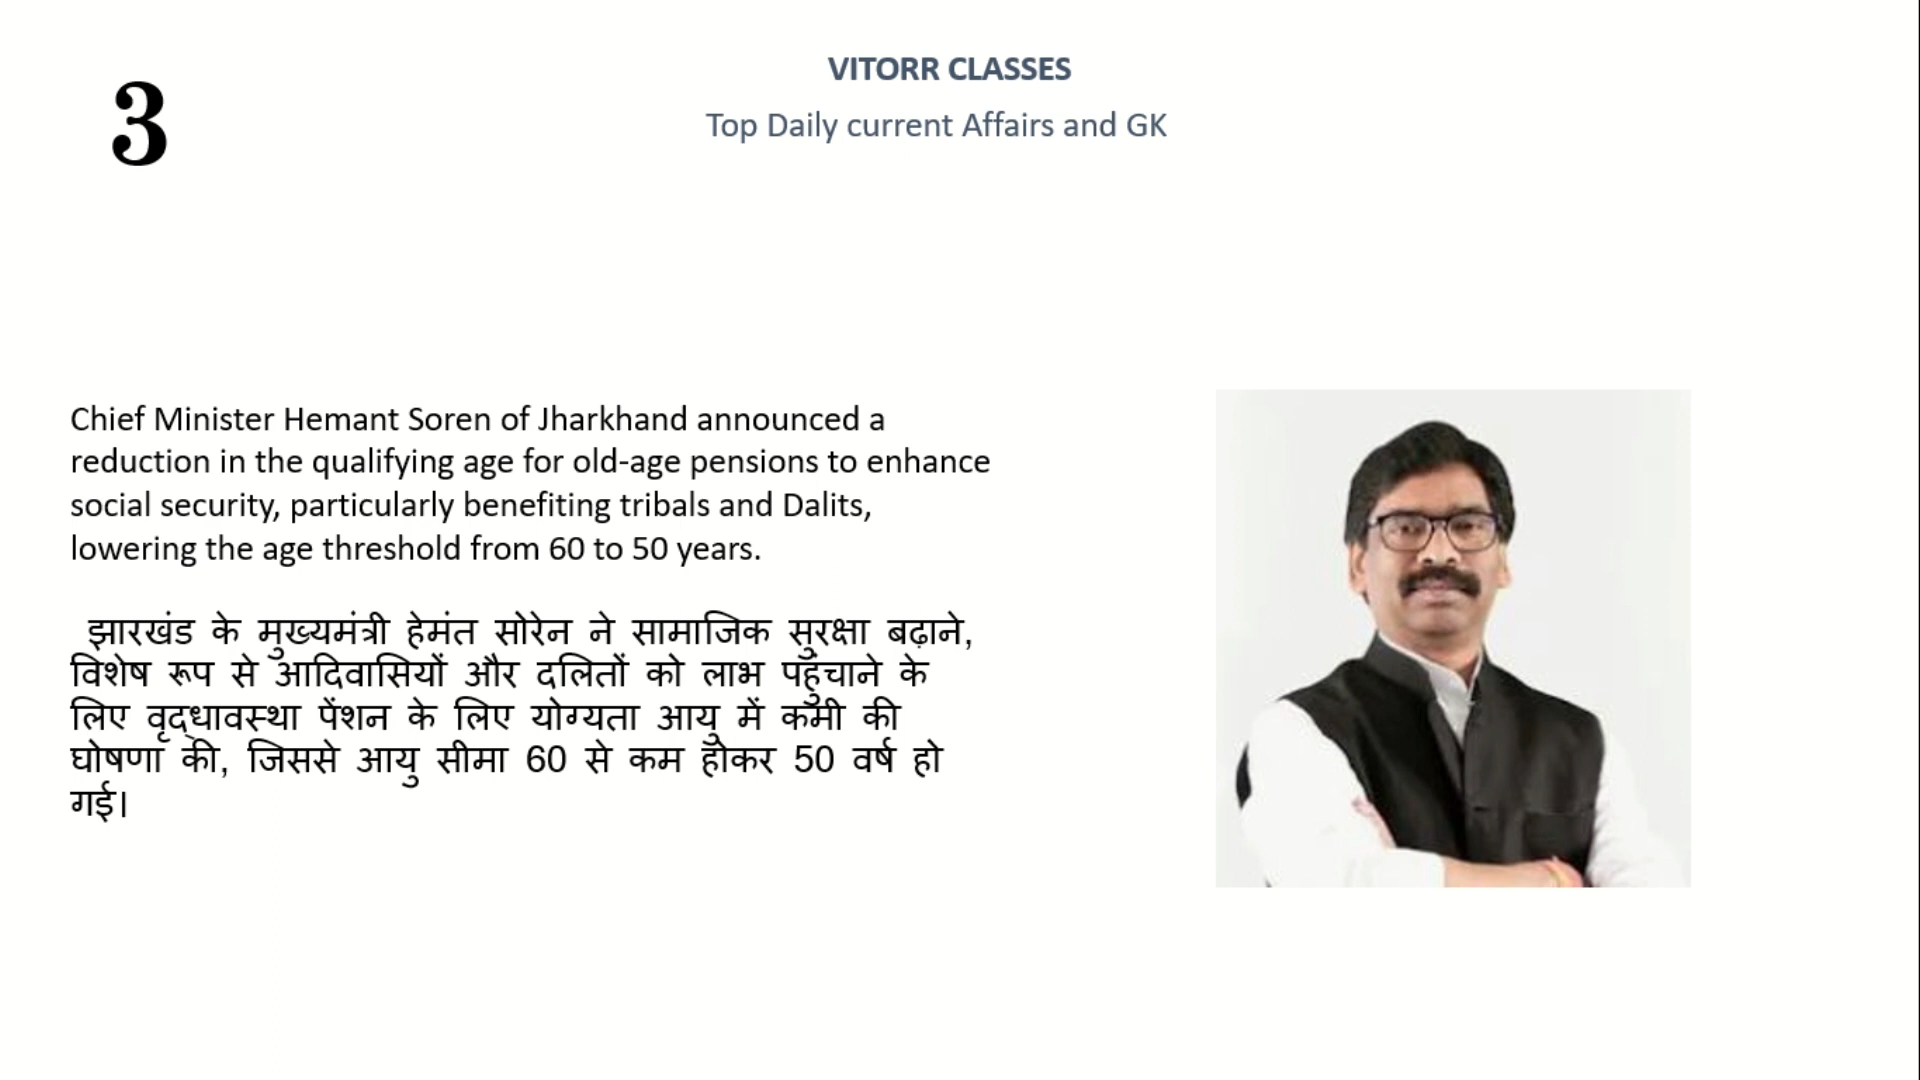 3
VITORR CLASSES
Top Daily current Affairs and GK
Chief Minister Hemant Soren of Jharkhand announced a
reduction in the qualifying age for old-age pensions to enhance
social security, particularly benefiting tribals and Dalits,
lowering the age threshold from 60 to 50 years.
झारखंड के मुख्यमंत्री हेमंत सोरेन ने सामाजिक सुरक्षा बढ़ाने,
विशेष रूप से आदिवासियों और दलितों को लाभ पहुंचाने के
लिए वृद्धावस्था पेंशन के लिए योग्यता आयु में कमी की
घोषणा की, जिससे आयु सीमा 60 से कम होकर 50 वर्ष हो
गई।